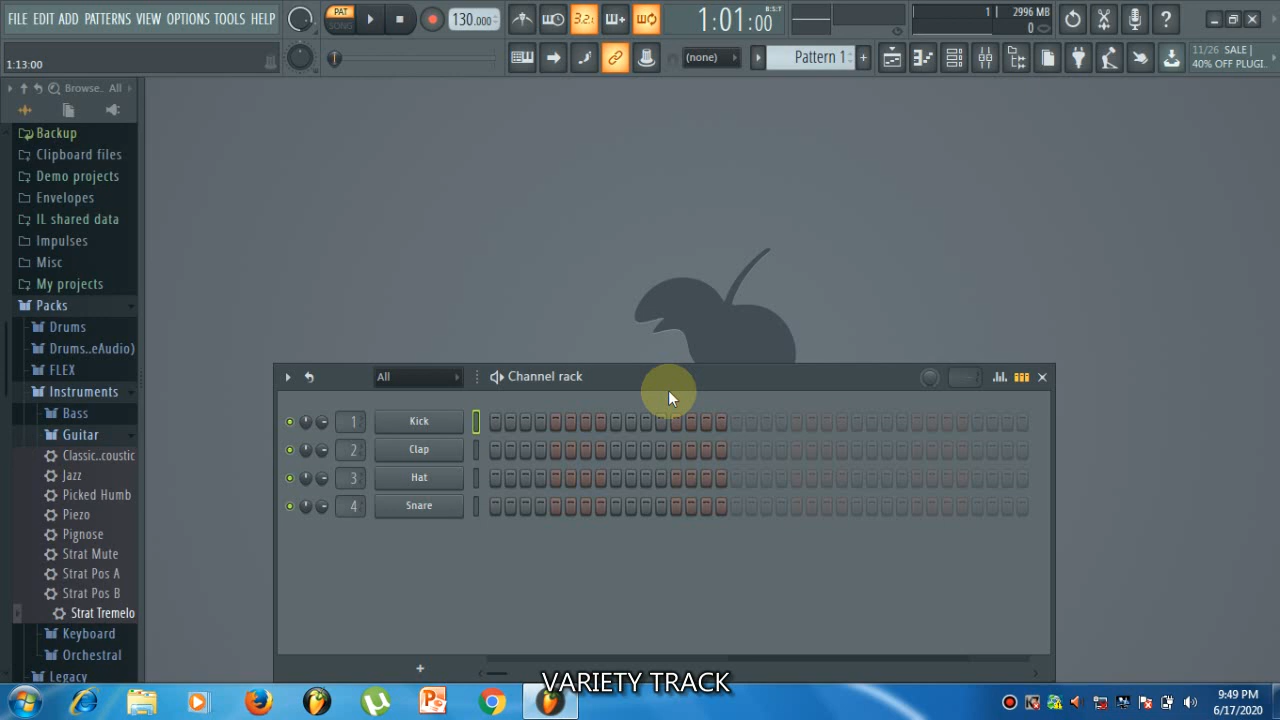 FILE EDIT ADD PATTERNS VIEW OPTIONS TOOLS HELP
PAT
SONG
130.000
3.2.
1:01:00
B:S:T
1
2996 MB
0
1:13:00
(none)
Pattern 1
11/26 SALE |
40% OFF PLUGI..
Browse.. All
Backup
Clipboard files
Demo projects
Envelopes
IL shared data
Impulses
Misc
My projects
Packs
Drums
Drums..eAudio)
FLEX
Instruments
Bass
Guitar
Classic..coustic
Jazz
Picked Humb
Piezo
Pignose
Strat Mute
Strat Pos A
Strat Pos B
Strat Tremelo
Keyboard
Orchestral
Legacy
All
Channel rack
1 Kick
2 Clap
3 Hat
4 Snare
VARIETY TRACK
9:49 PM
6/17/2020